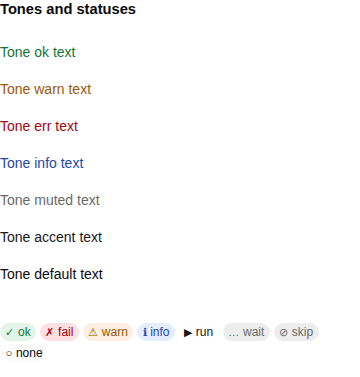 Tones and statuses
Tone ok text
Tone warn text
Tone err text
Tone info text
Tone muted text
Tone accent text
Tone default text
✓ ok ✗ fail ⚠ warn ℹ info ▶ run … wait ⊘ skip
○ none